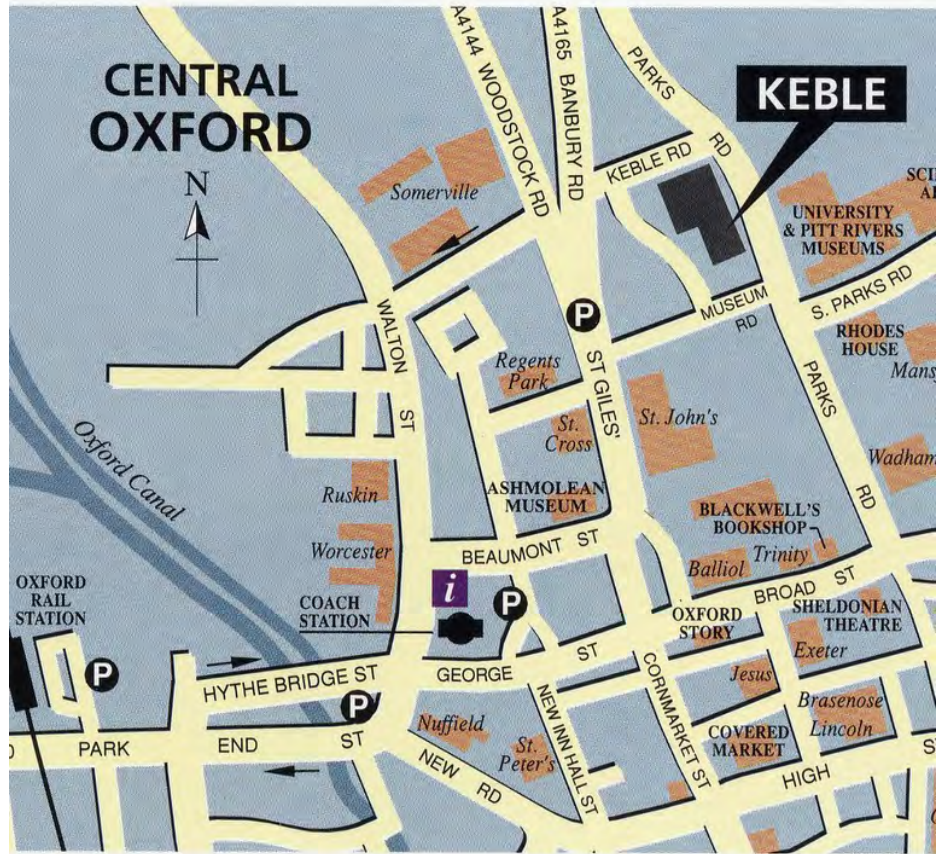 CENTRAL
OXFORD
N
A4144 WOODSTOCK RD
A4165 BANBURY RD
PARKS
RD
KEBLE
KEBLE RD
Somerville
UNIVERSITY
& PITT RIVERS
MUSEUMS
S. PARKS RD
MUSEUM
RD
WALTON
ST
P
RHODES
HOUSE
Regents
Park
ST GILES'
PARKS
RD
St.
Cross
St. John's
Oxford Canal
Ruskin
ASHMOLEAN
MUSEUM
Wadham
BLACKWELL'S
BOOKSHOP
Worcester
BEAUMONT ST
Balliol
Trinity
BROAD ST
OXFORD
RAIL
STATION
COACH
STATION
i
P
OXFORD
STORY
SHELDONIAN
THEATRE
Exeter
P
HYTHE BRIDGE ST
GEORGE ST
CORNMARKET ST
Jesus
Brasenose
Lincoln
P
NEW INN HALL ST
Nuffield
St.
Peter's
COVERED
MARKET
PARK END ST
NEW RD
HIGH